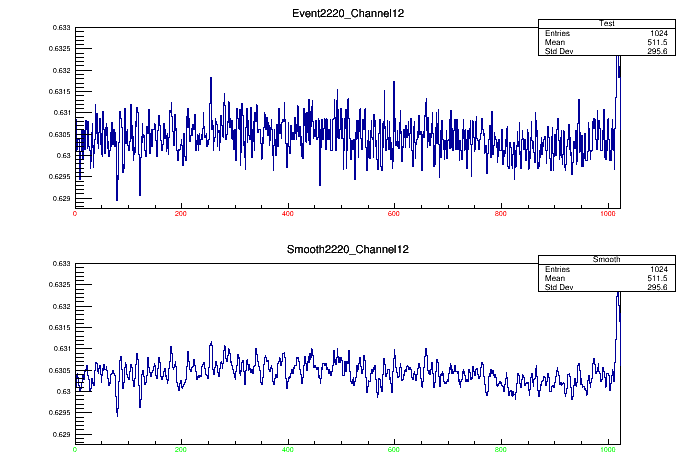 Event2220_Channel12
Test
Entries 1024
Mean 511.5
Std Dev 295.6
0.633
0.6325
0.632
0.6315
0.631
0.6305
0.63
0.6295
0.629
0 200 400 600 800 1000
Smooth2220_Channel12
Smooth
Entries 1024
Mean 511.5
Std Dev 295.6
0.633
0.6325
0.632
0.6315
0.631
0.6305
0.63
0.6295
0.629
0 200 400 600 800 1000